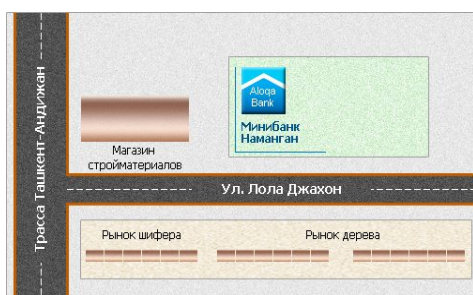 Трасса Ташкент-Андижан
Aloqa
Bank
Минибанк
Наманган
Магазин
стройматериалов
Ул. Лола Джахон
Рынок шифера
Рынок дерева